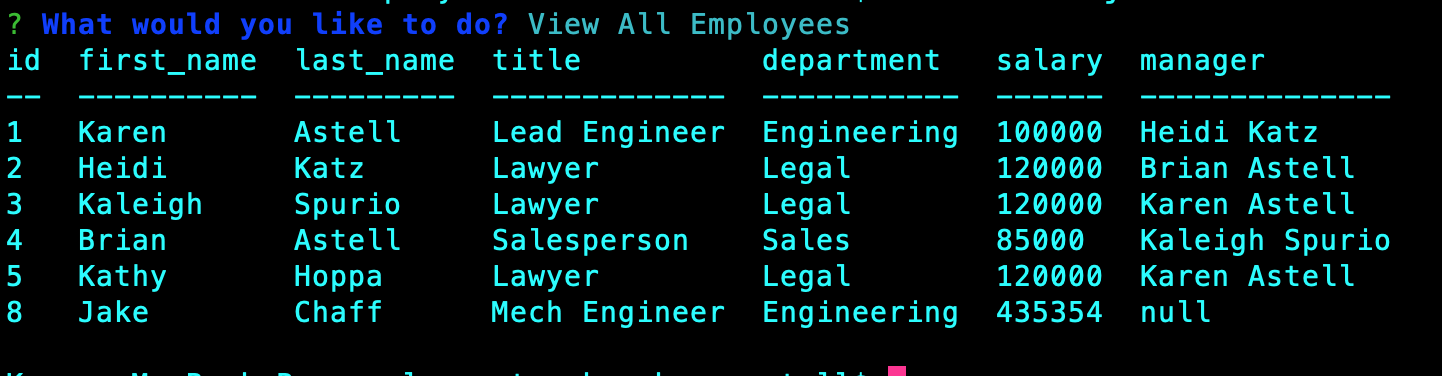 ? What would you like to do? View All Employees
id first_name last_name title department salary manager
-- ---------- --------- ------------- ----------- ------ --------------
1 Karen Astell Lead Engineer Engineering 100000 Heidi Katz
2 Heidi Katz Lawyer Legal 120000 Brian Astell
3 Kaleigh Spurio Lawyer Legal 120000 Karen Astell
4 Brian Astell Salesperson Sales 85000 Kaleigh Spurio
5 Kathy Hoppa Lawyer Legal 120000 Karen Astell
8 Jake Chaff Mech Engineer Engineering 435354 null